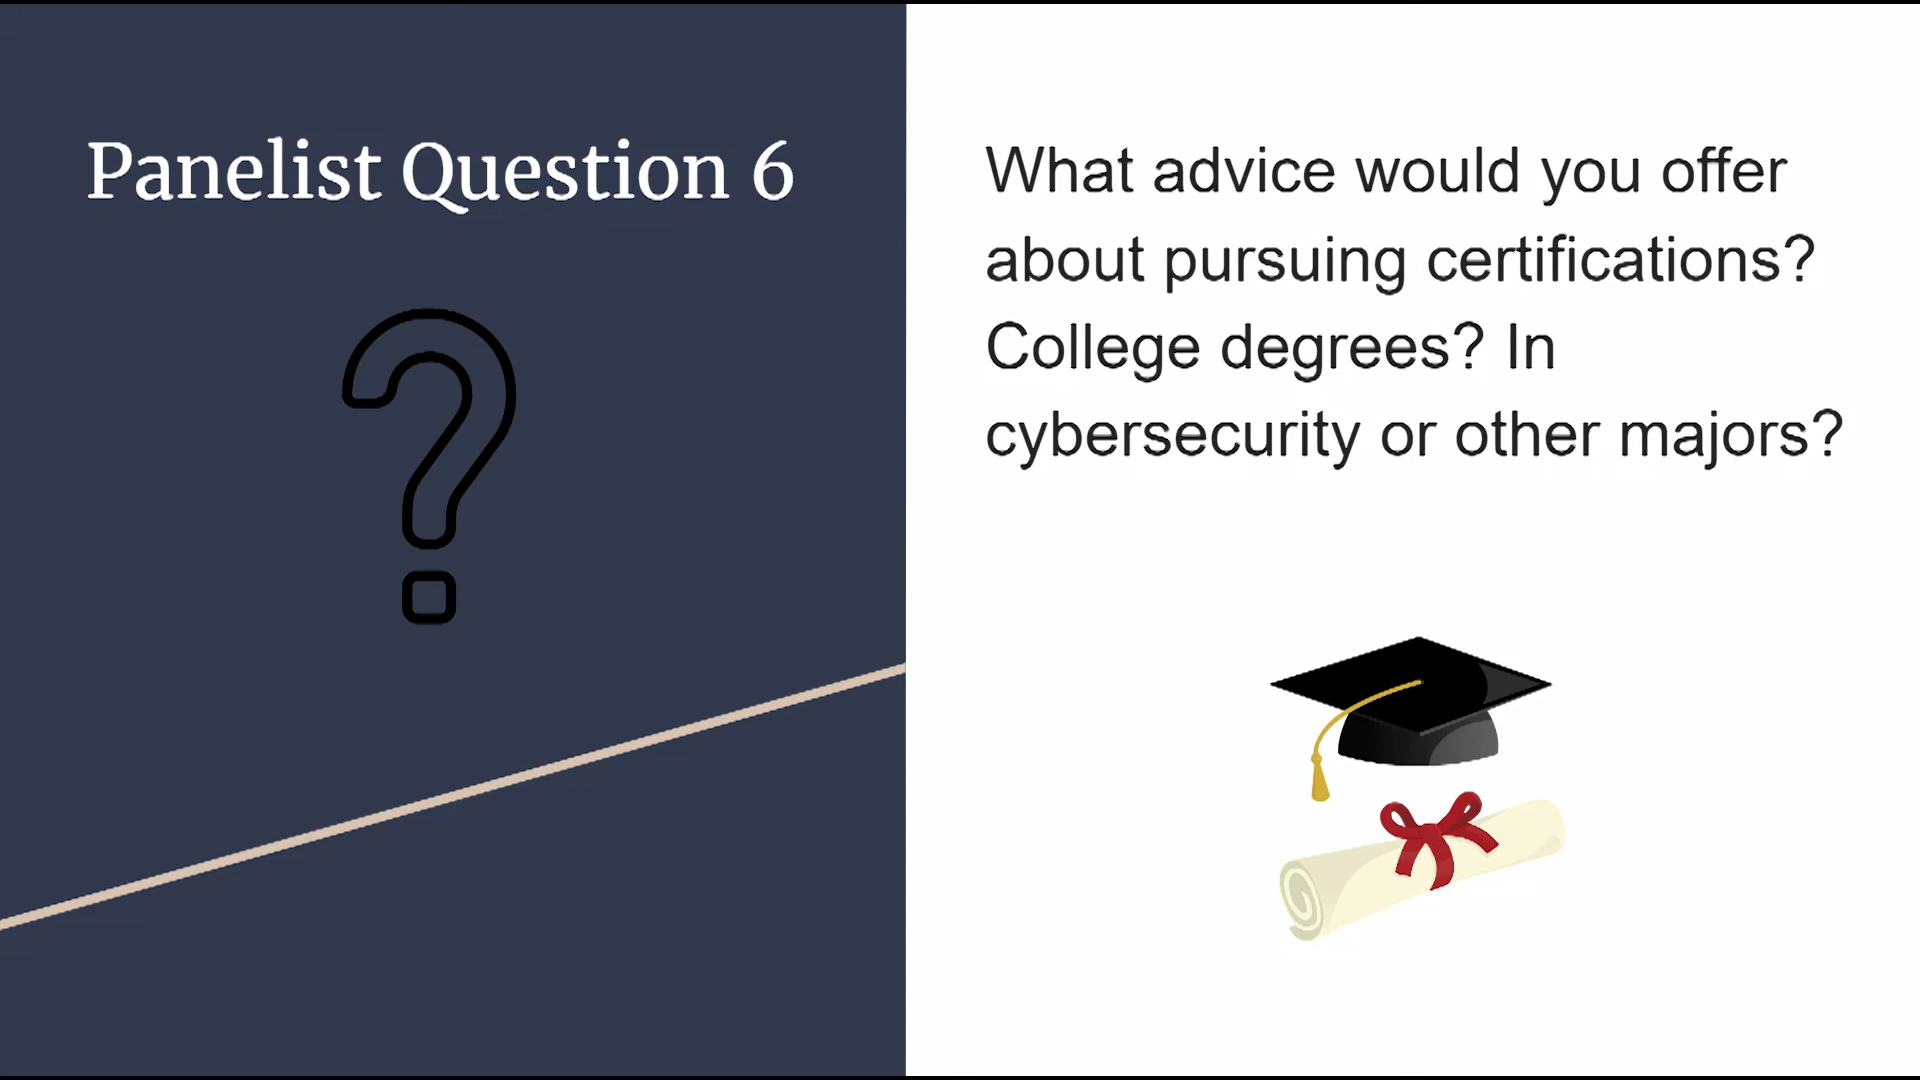 Panelist Question 6
What advice would you offer
about pursuing certifications?
College degrees? In
cybersecurity or other majors?